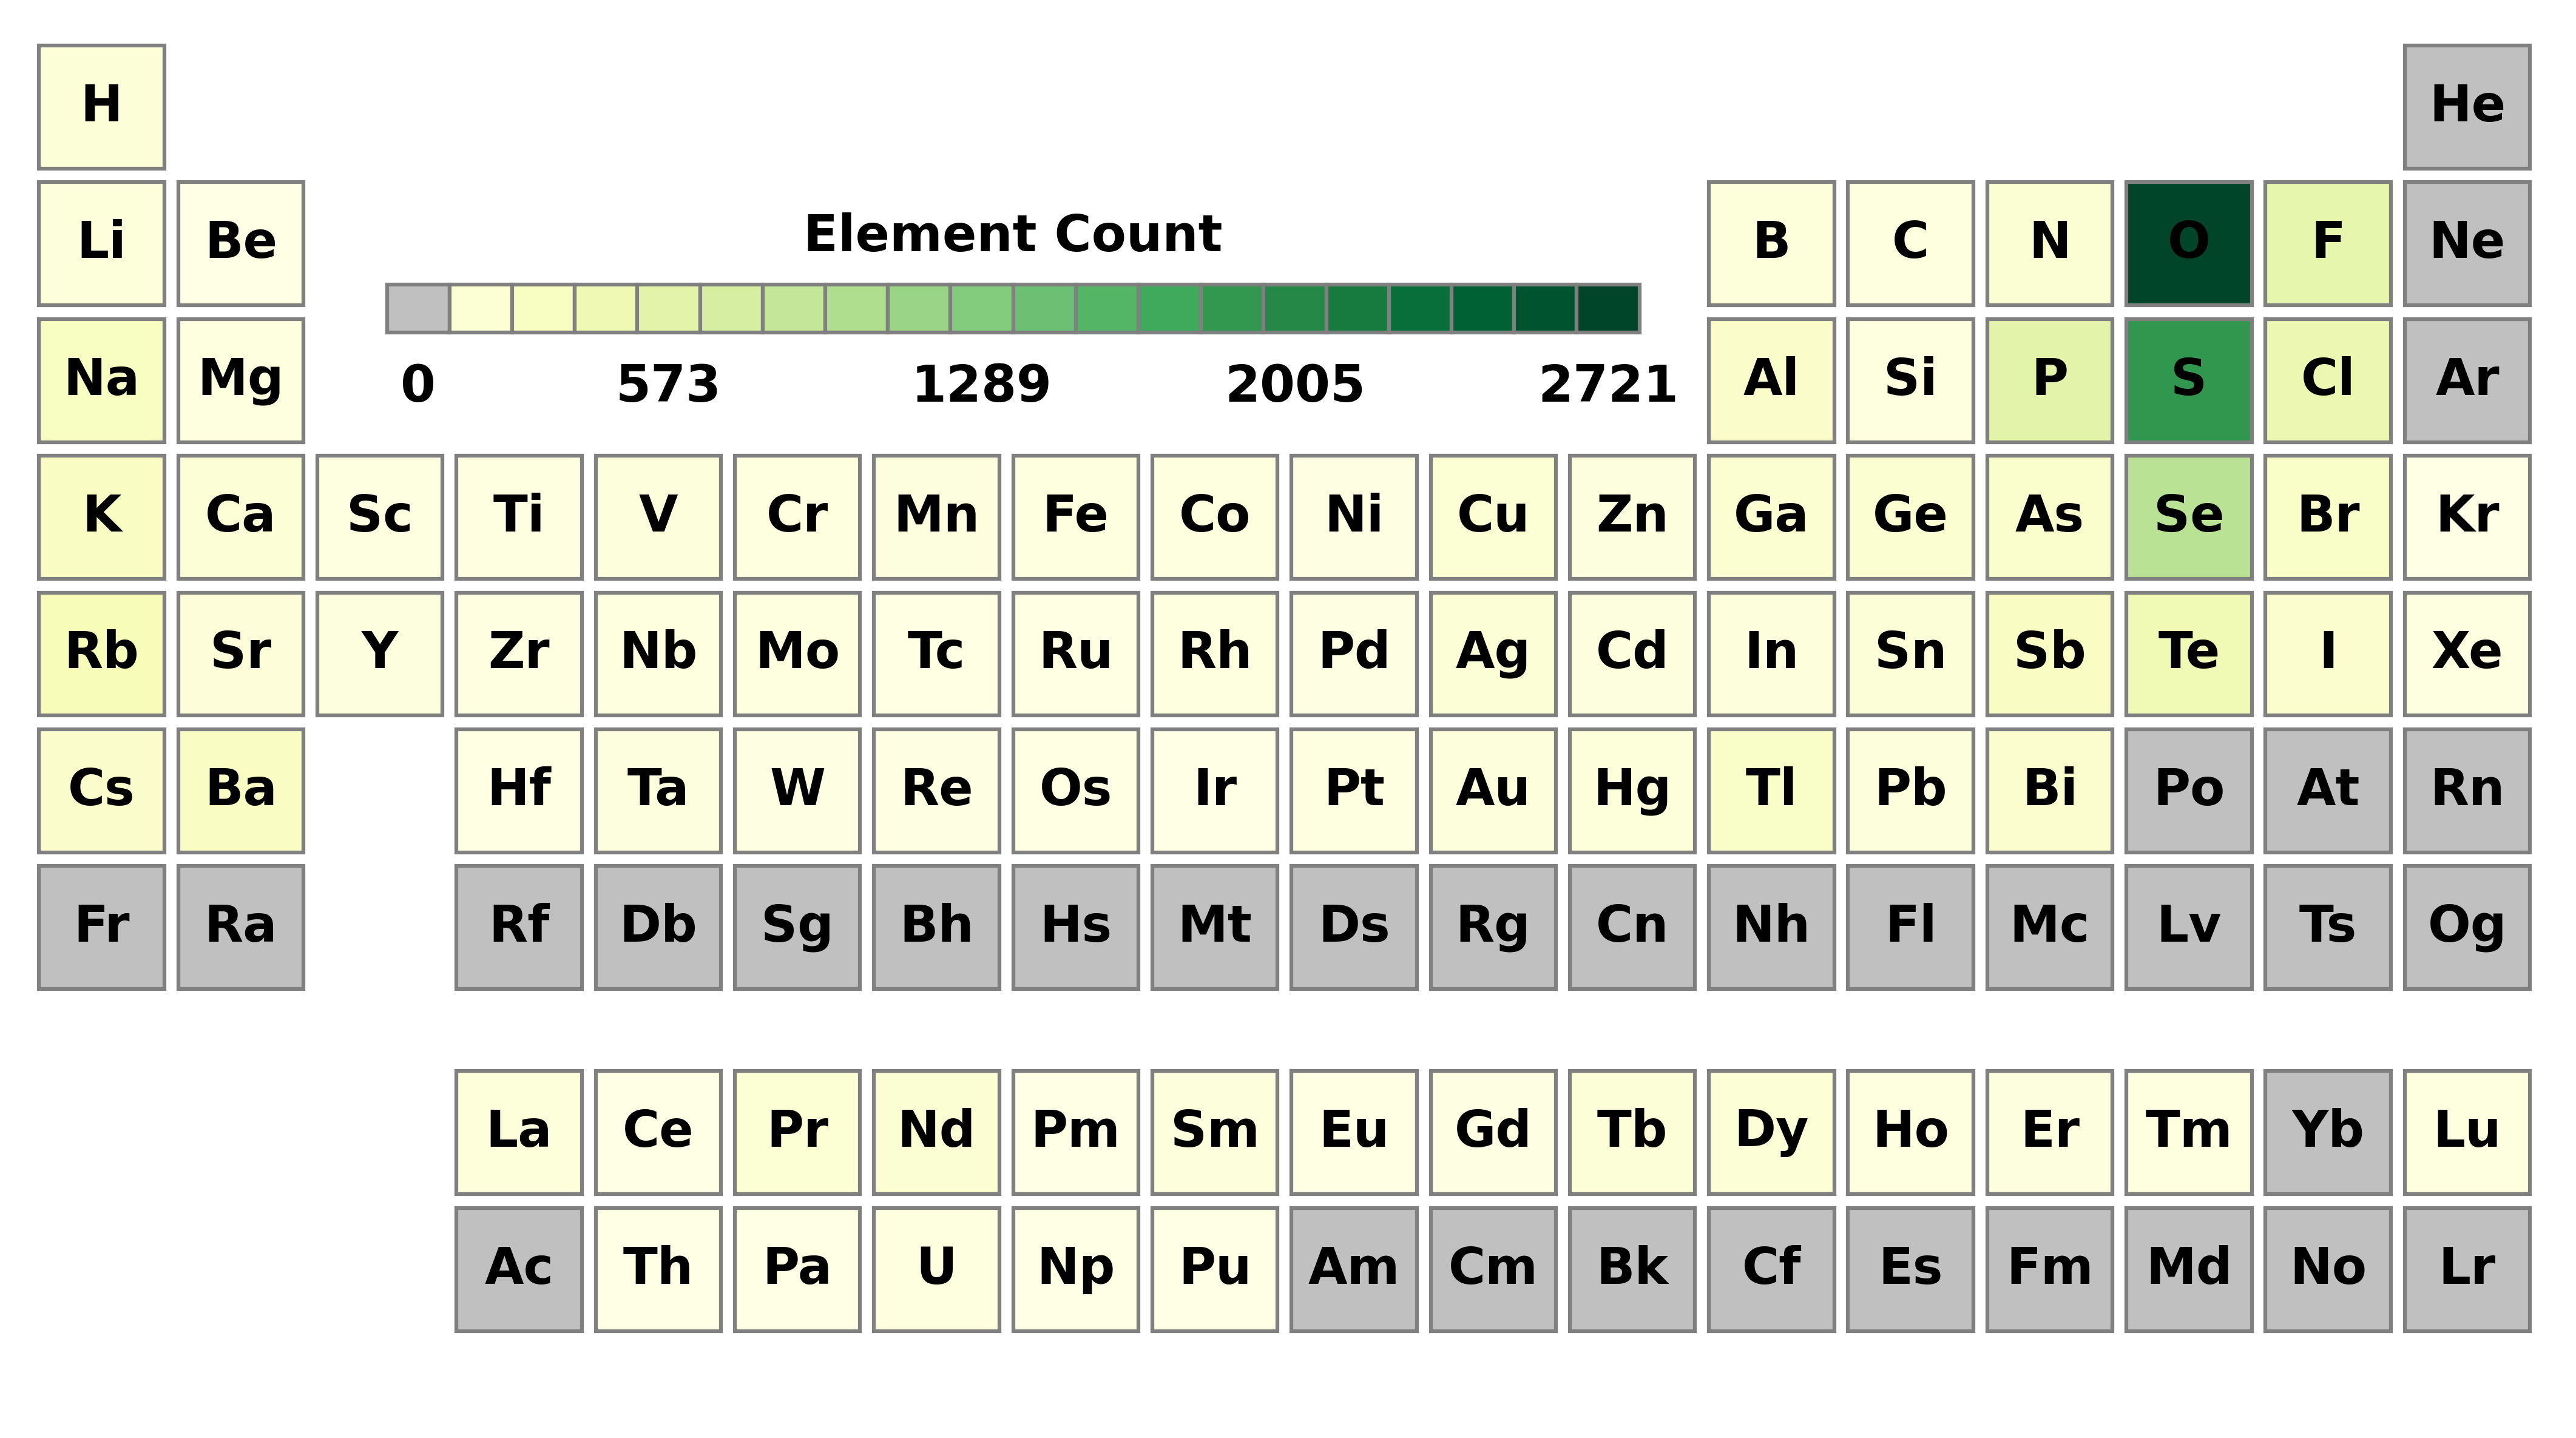 H He
Li Be Element Count B C N O F Ne
Na Mg 0 573 1289 2005 2721 Al Si P S Cl Ar
K Ca Sc Ti V Cr Mn Fe Co Ni Cu Zn Ga Ge As Se Br Kr
Rb Sr Y Zr Nb Mo Tc Ru Rh Pd Ag Cd In Sn Sb Te I Xe
Cs Ba Hf Ta W Re Os Ir Pt Au Hg Tl Pb Bi Po At Rn
Fr Ra Rf Db Sg Bh Hs Mt Ds Rg Cn Nh Fl Mc Lv Ts Og
La Ce Pr Nd Pm Sm Eu Gd Tb Dy Ho Er Tm Yb Lu
Ac Th Pa U Np Pu Am Cm Bk Cf Es Fm Md No Lr